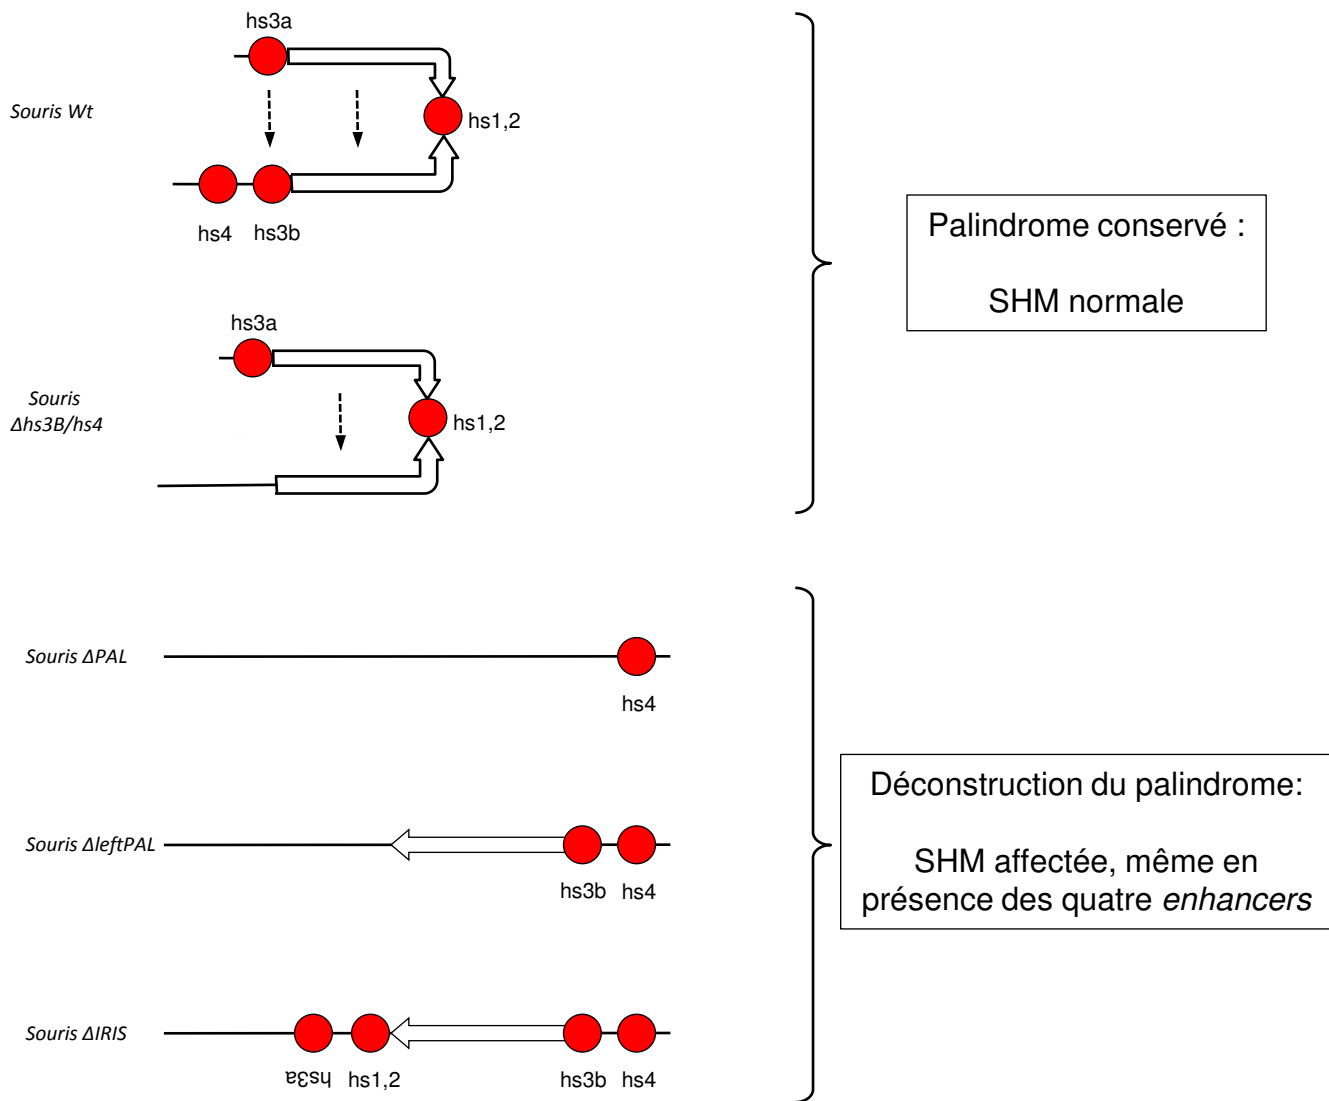 hs3a
Souris Wt
hs1,2
hs4
hs3b
Palindrome conservé :
SHM normale
hs3a
Souris
Δhs3B/hs4
hs1,2
Souris ΔPAL
hs4
Déconstruction du palindrome:
SHM affectée, même en
présence des quatre enhancers
Souris ΔleftPAL
hs3b
hs4
Souris ΔIRIS
hs3a
hs1,2
hs3b
hs4